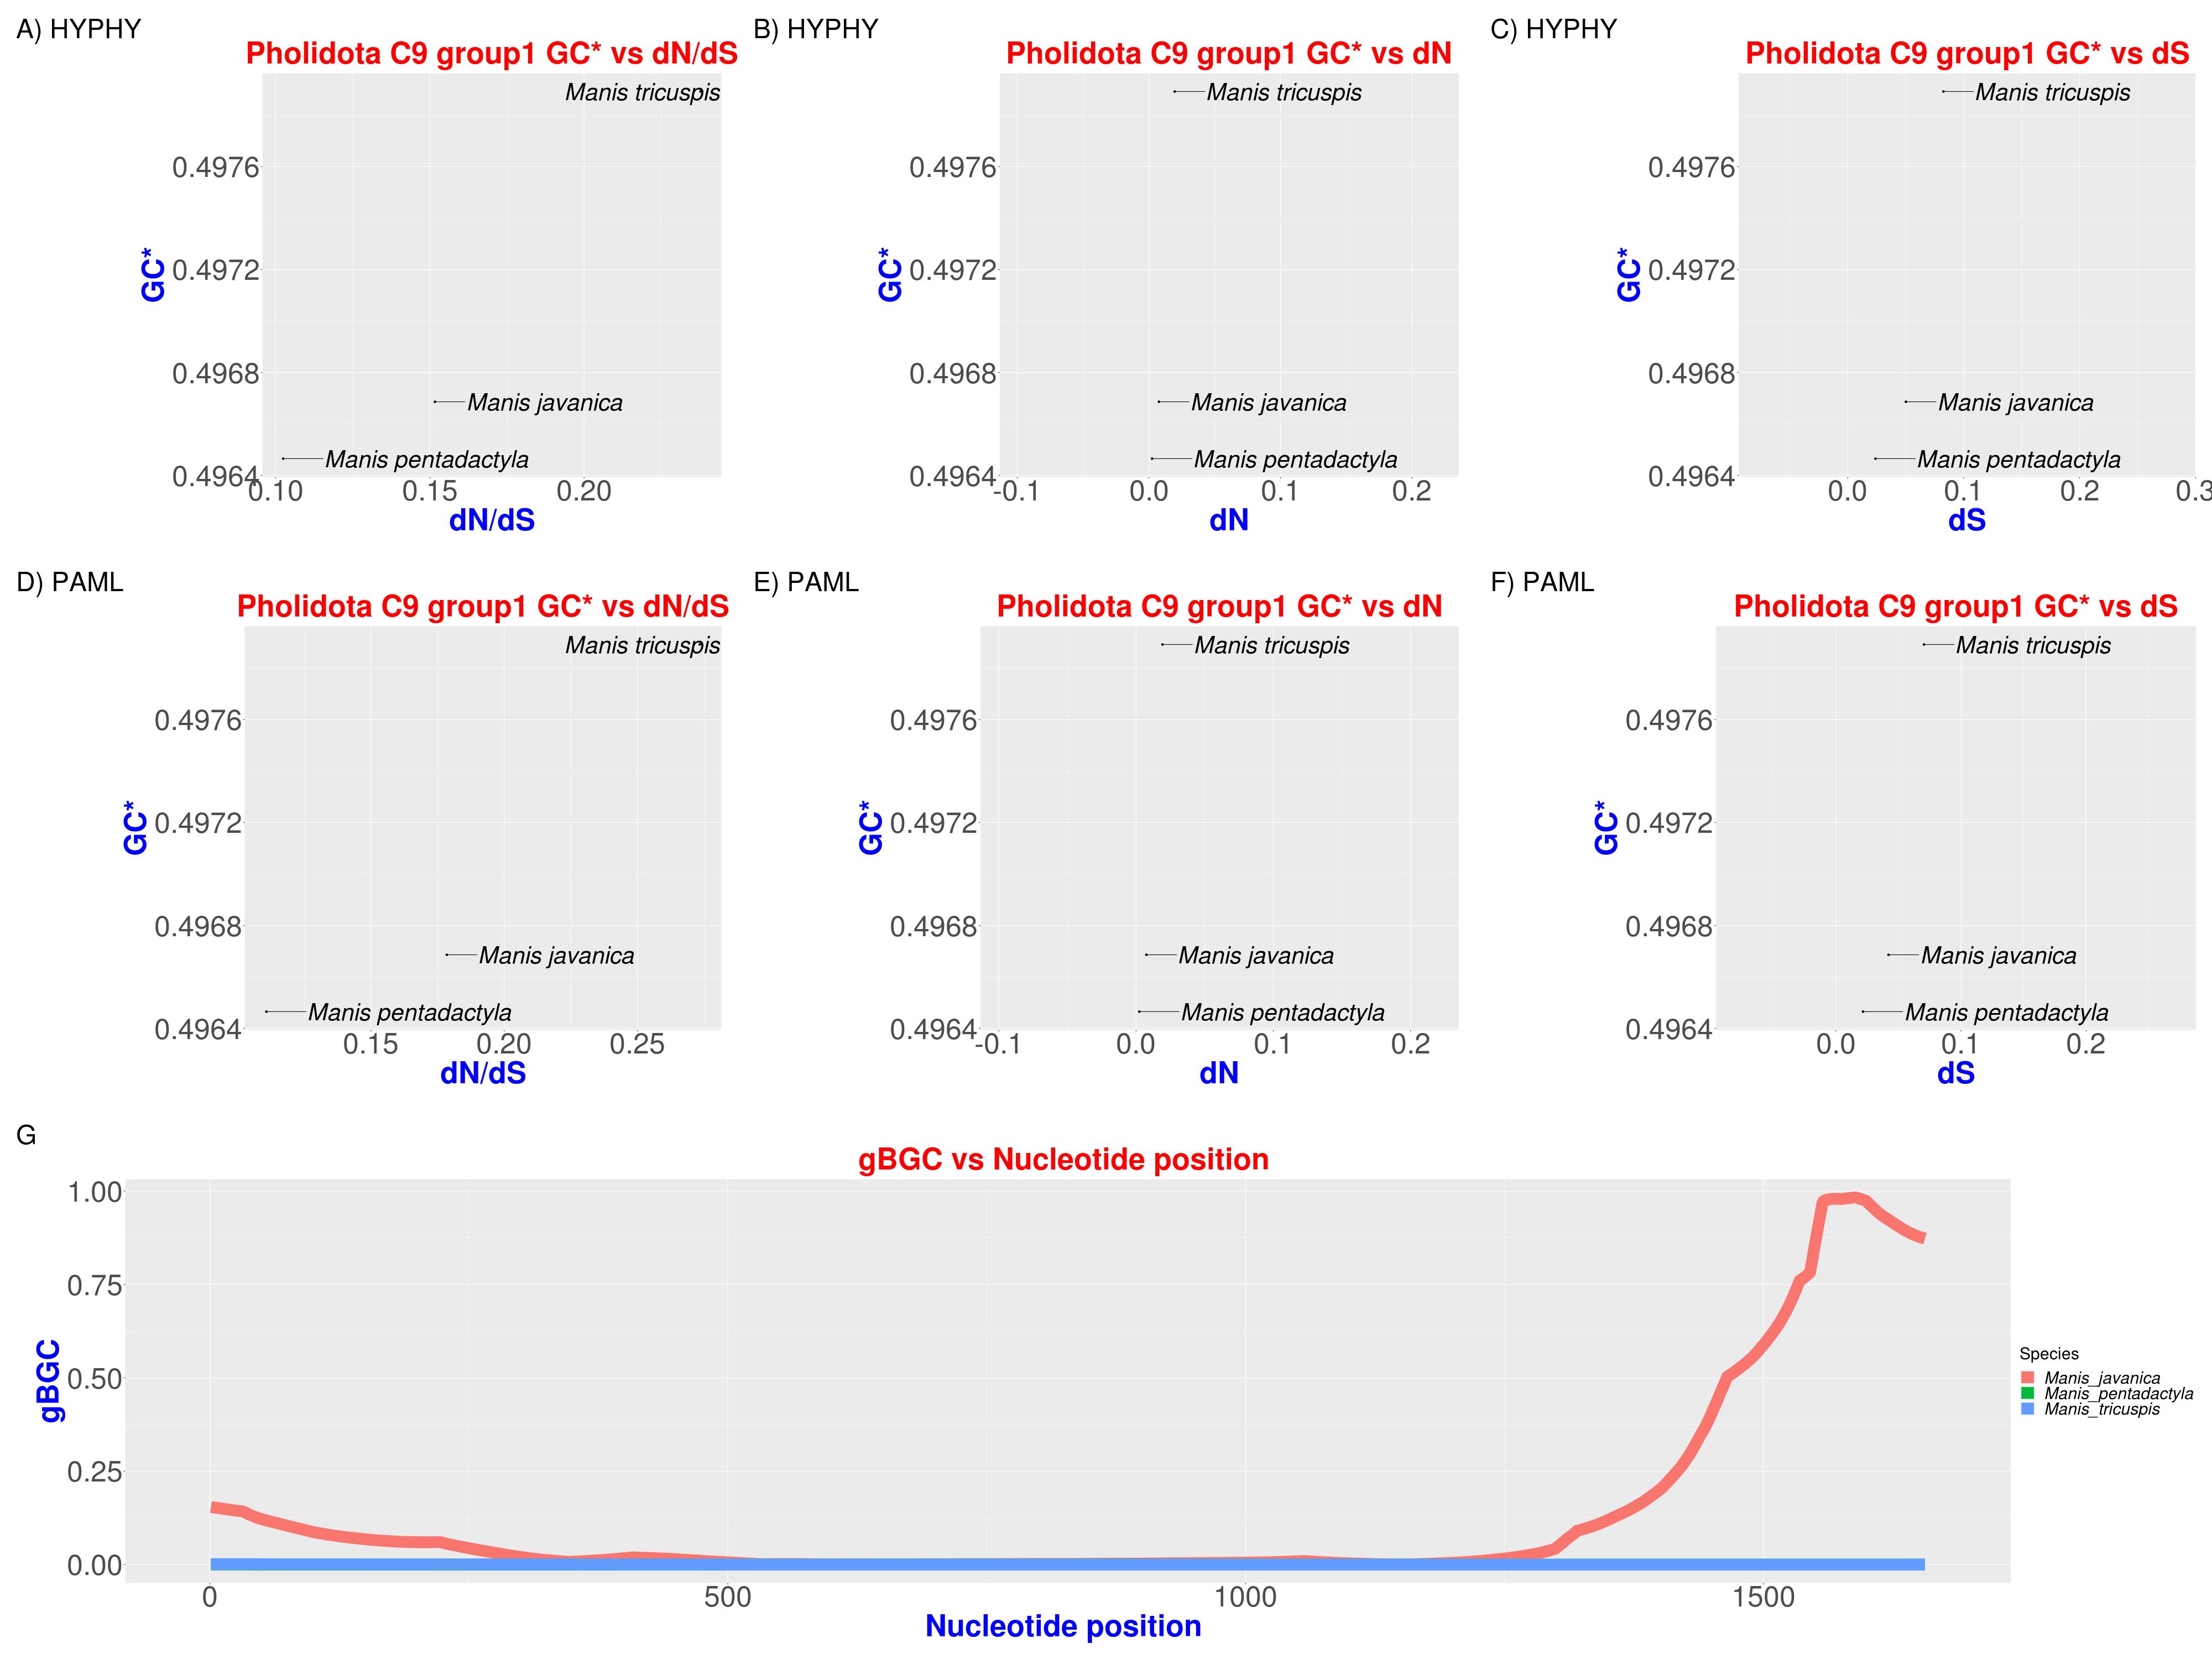 A) HYPHY
Pholidota C9 group1 GC* vs dN/dS
Manis tricuspis
0.4976
0.4972
0.4968
0.4964
GC*
Manis javanica
Manis pentadactyla
0.10 0.15 0.20
dN/dS
B) HYPHY
Pholidota C9 group1 GC* vs dN
Manis tricuspis
0.4976
0.4972
0.4968
0.4964
GC*
Manis javanica
Manis pentadactyla
-0.1 0.0 0.1 0.2
dN
C) HYPHY
Pholidota C9 group1 GC* vs dS
Manis tricuspis
0.4976
0.4972
0.4968
0.4964
GC*
Manis javanica
Manis pentadactyla
0.0 0.1 0.2 0.3
dS
D) PAML
Pholidota C9 group1 GC* vs dN/dS
Manis tricuspis
0.4976
0.4972
0.4968
0.4964
GC*
Manis javanica
Manis pentadactyla
0.15 0.20 0.25
dN/dS
E) PAML
Pholidota C9 group1 GC* vs dN
Manis tricuspis
0.4976
0.4972
0.4968
0.4964
GC*
Manis javanica
Manis pentadactyla
-0.1 0.0 0.1 0.2
dN
F) PAML
Pholidota C9 group1 GC* vs dS
Manis tricuspis
0.4976
0.4972
0.4968
0.4964
GC*
Manis javanica
Manis pentadactyla
0.0 0.1 0.2
dS
G
gBGC vs Nucleotide position
1.00
0.75
0.50
0.25
0.00
gBGC
0 500 1000 1500
Nucleotide position
Species
Manis_javanica
Manis_pentadactyla
Manis_tricuspis